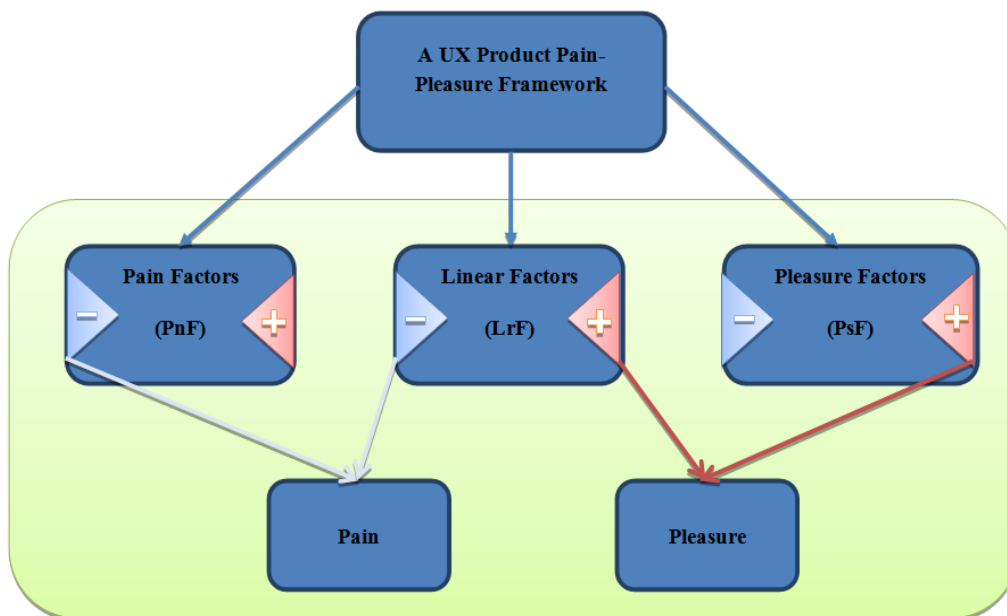 A UX Product Pain-
Pleasure Framework
Pain Factors
(PnF)
− +
Linear Factors
(LrF)
− +
Pleasure Factors
(PsF)
− +
Pain
Pleasure